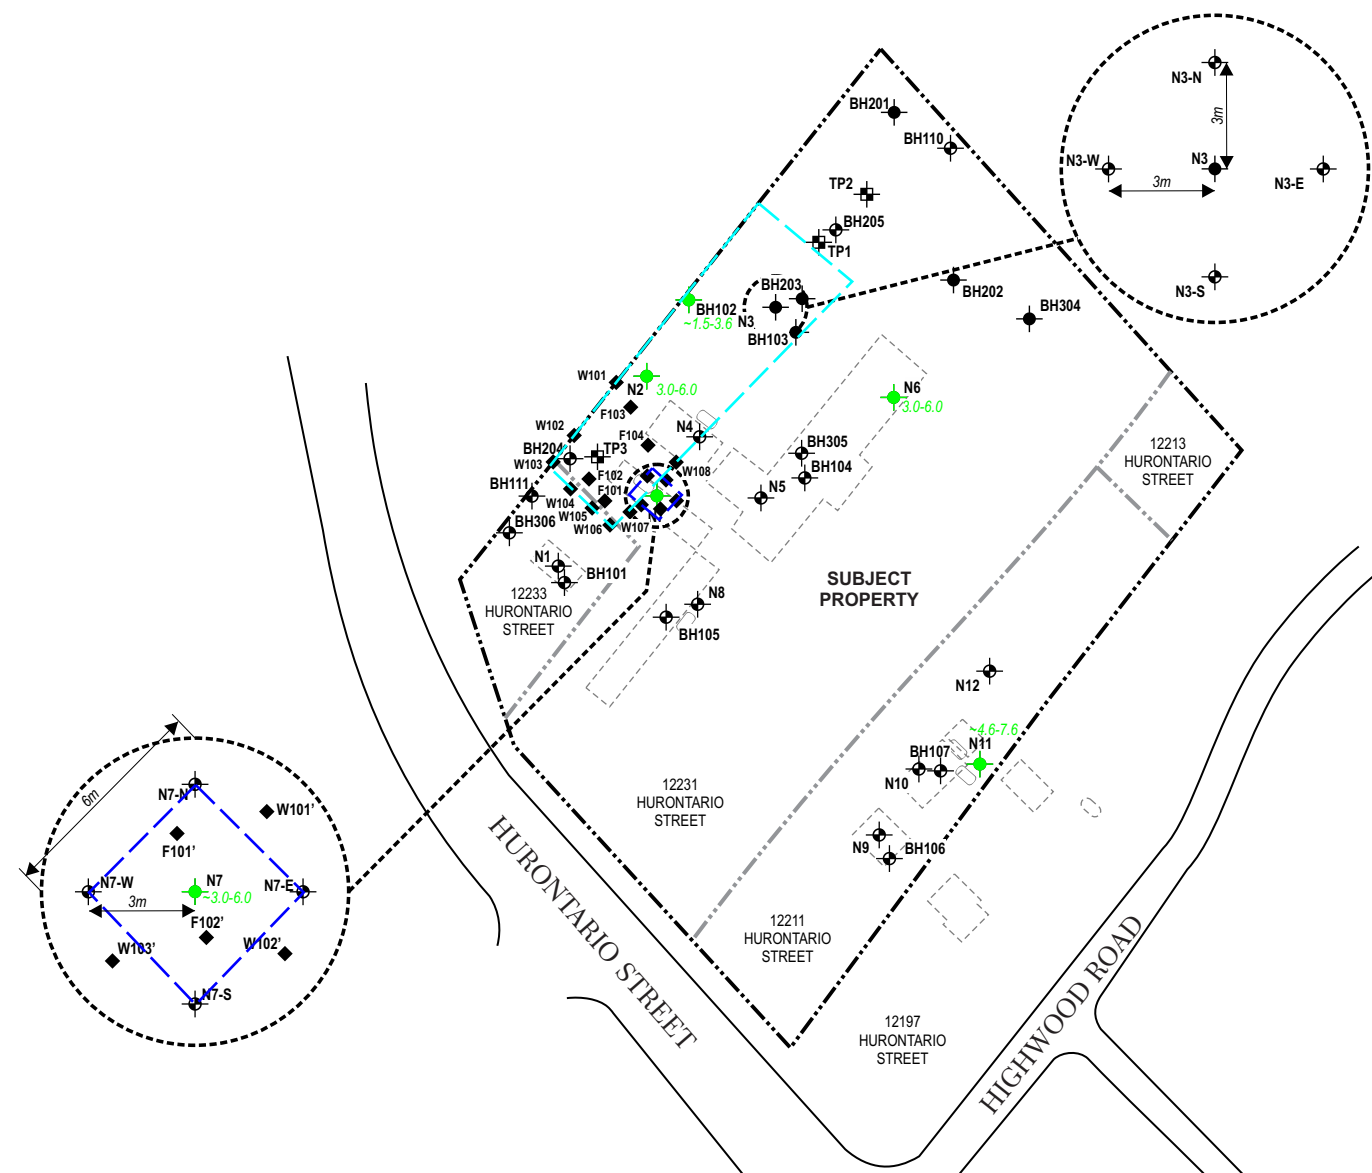 N3-N
3m
N3-W
N3
3m
N3-E
N3-S
BH201
BH110
TP2
BH205
TP1
BH203
BH202
BH102
~1.5-3.6
N3
BH304
BH103
W101
N2
3.0-6.0
F103
N6
3.0-6.0
W102
F104
N4
BH204
TP3
BH305
W103
W108
F102
BH104
BH111
W104
F101
N5
W105
BH306
W106
W107
12213
HURONTARIO
STREET
N1
BH101
SUBJECT
PROPERTY
12233
HURONTARIO
STREET
N8
BH105
N12
~4.6-7.6
N11
BH107
N10
N9
BH106
12231
HURONTARIO
STREET
6m
N7-N
W101'
F101'
N7-W
N7
N7-E
~3.0-6.0
3m
F102'
W103'
W102'
N7-S
HURONTARIO STREET
12211
HURONTARIO
STREET
HIGHWOOD ROAD
12197
HURONTARIO
STREET